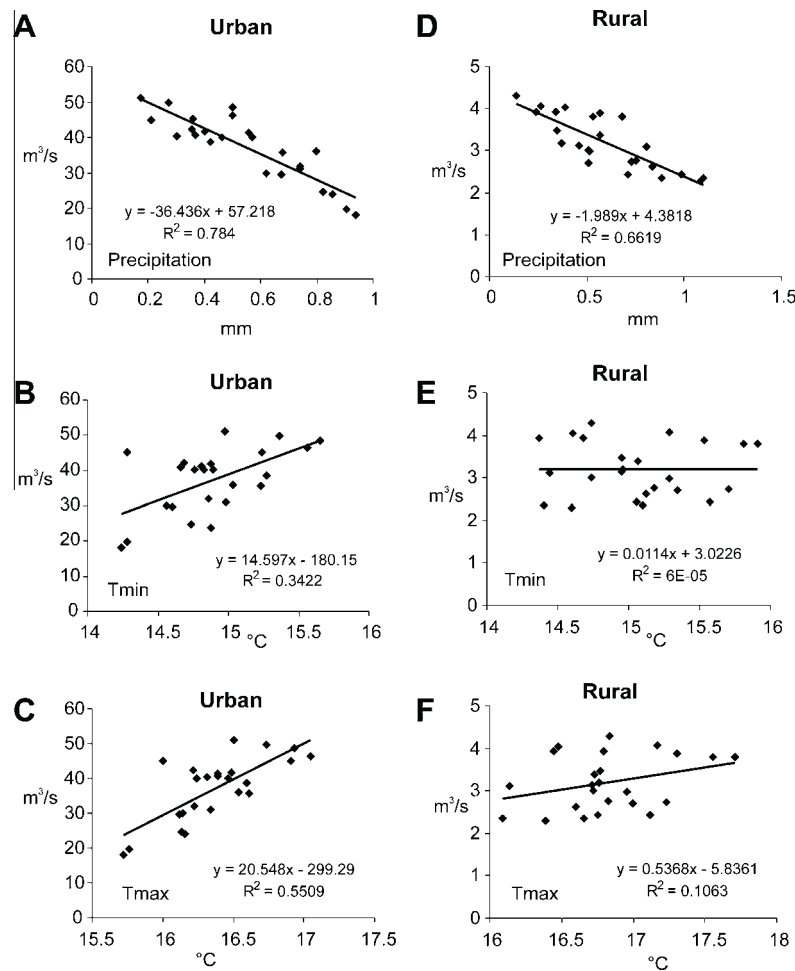 A
Urban
60
50
40
m³/s
30
20
y = -36.436x + 57.218
R² = 0.784
10
Precipitation
0
0 0.2 0.4 0.6 0.8 1
mm
D
Rural
5
4
3
m³/s
2
y = -1.989x + 4.3818
R² = 0.6619
1
Precipitation
0
0 0.5 1 1.5
mm
B
Urban
60
50
40
m³/s
30
20
y = 14.597x - 180.15
R² = 0.3422
10
Tmin
0
14 14.5 15 15.5 16
°C
E
Rural
5
4
3
m³/s
2
y = 0.0114x + 3.0226
R² = 6E-05
1
Tmin
0
14 14.5 15 15.5 16
°C
C
Urban
60
50
40
m³/s
30
20
y = 20.548x - 299.29
R² = 0.5509
10
Tmax
0
15.5 16 16.5 17 17.5
°C
F
Rural
5
4
3
m³/s
2
y = 0.5368x - 5.8361
R² = 0.1063
1
Tmax
0
16 16.5 17 17.5 18
°C